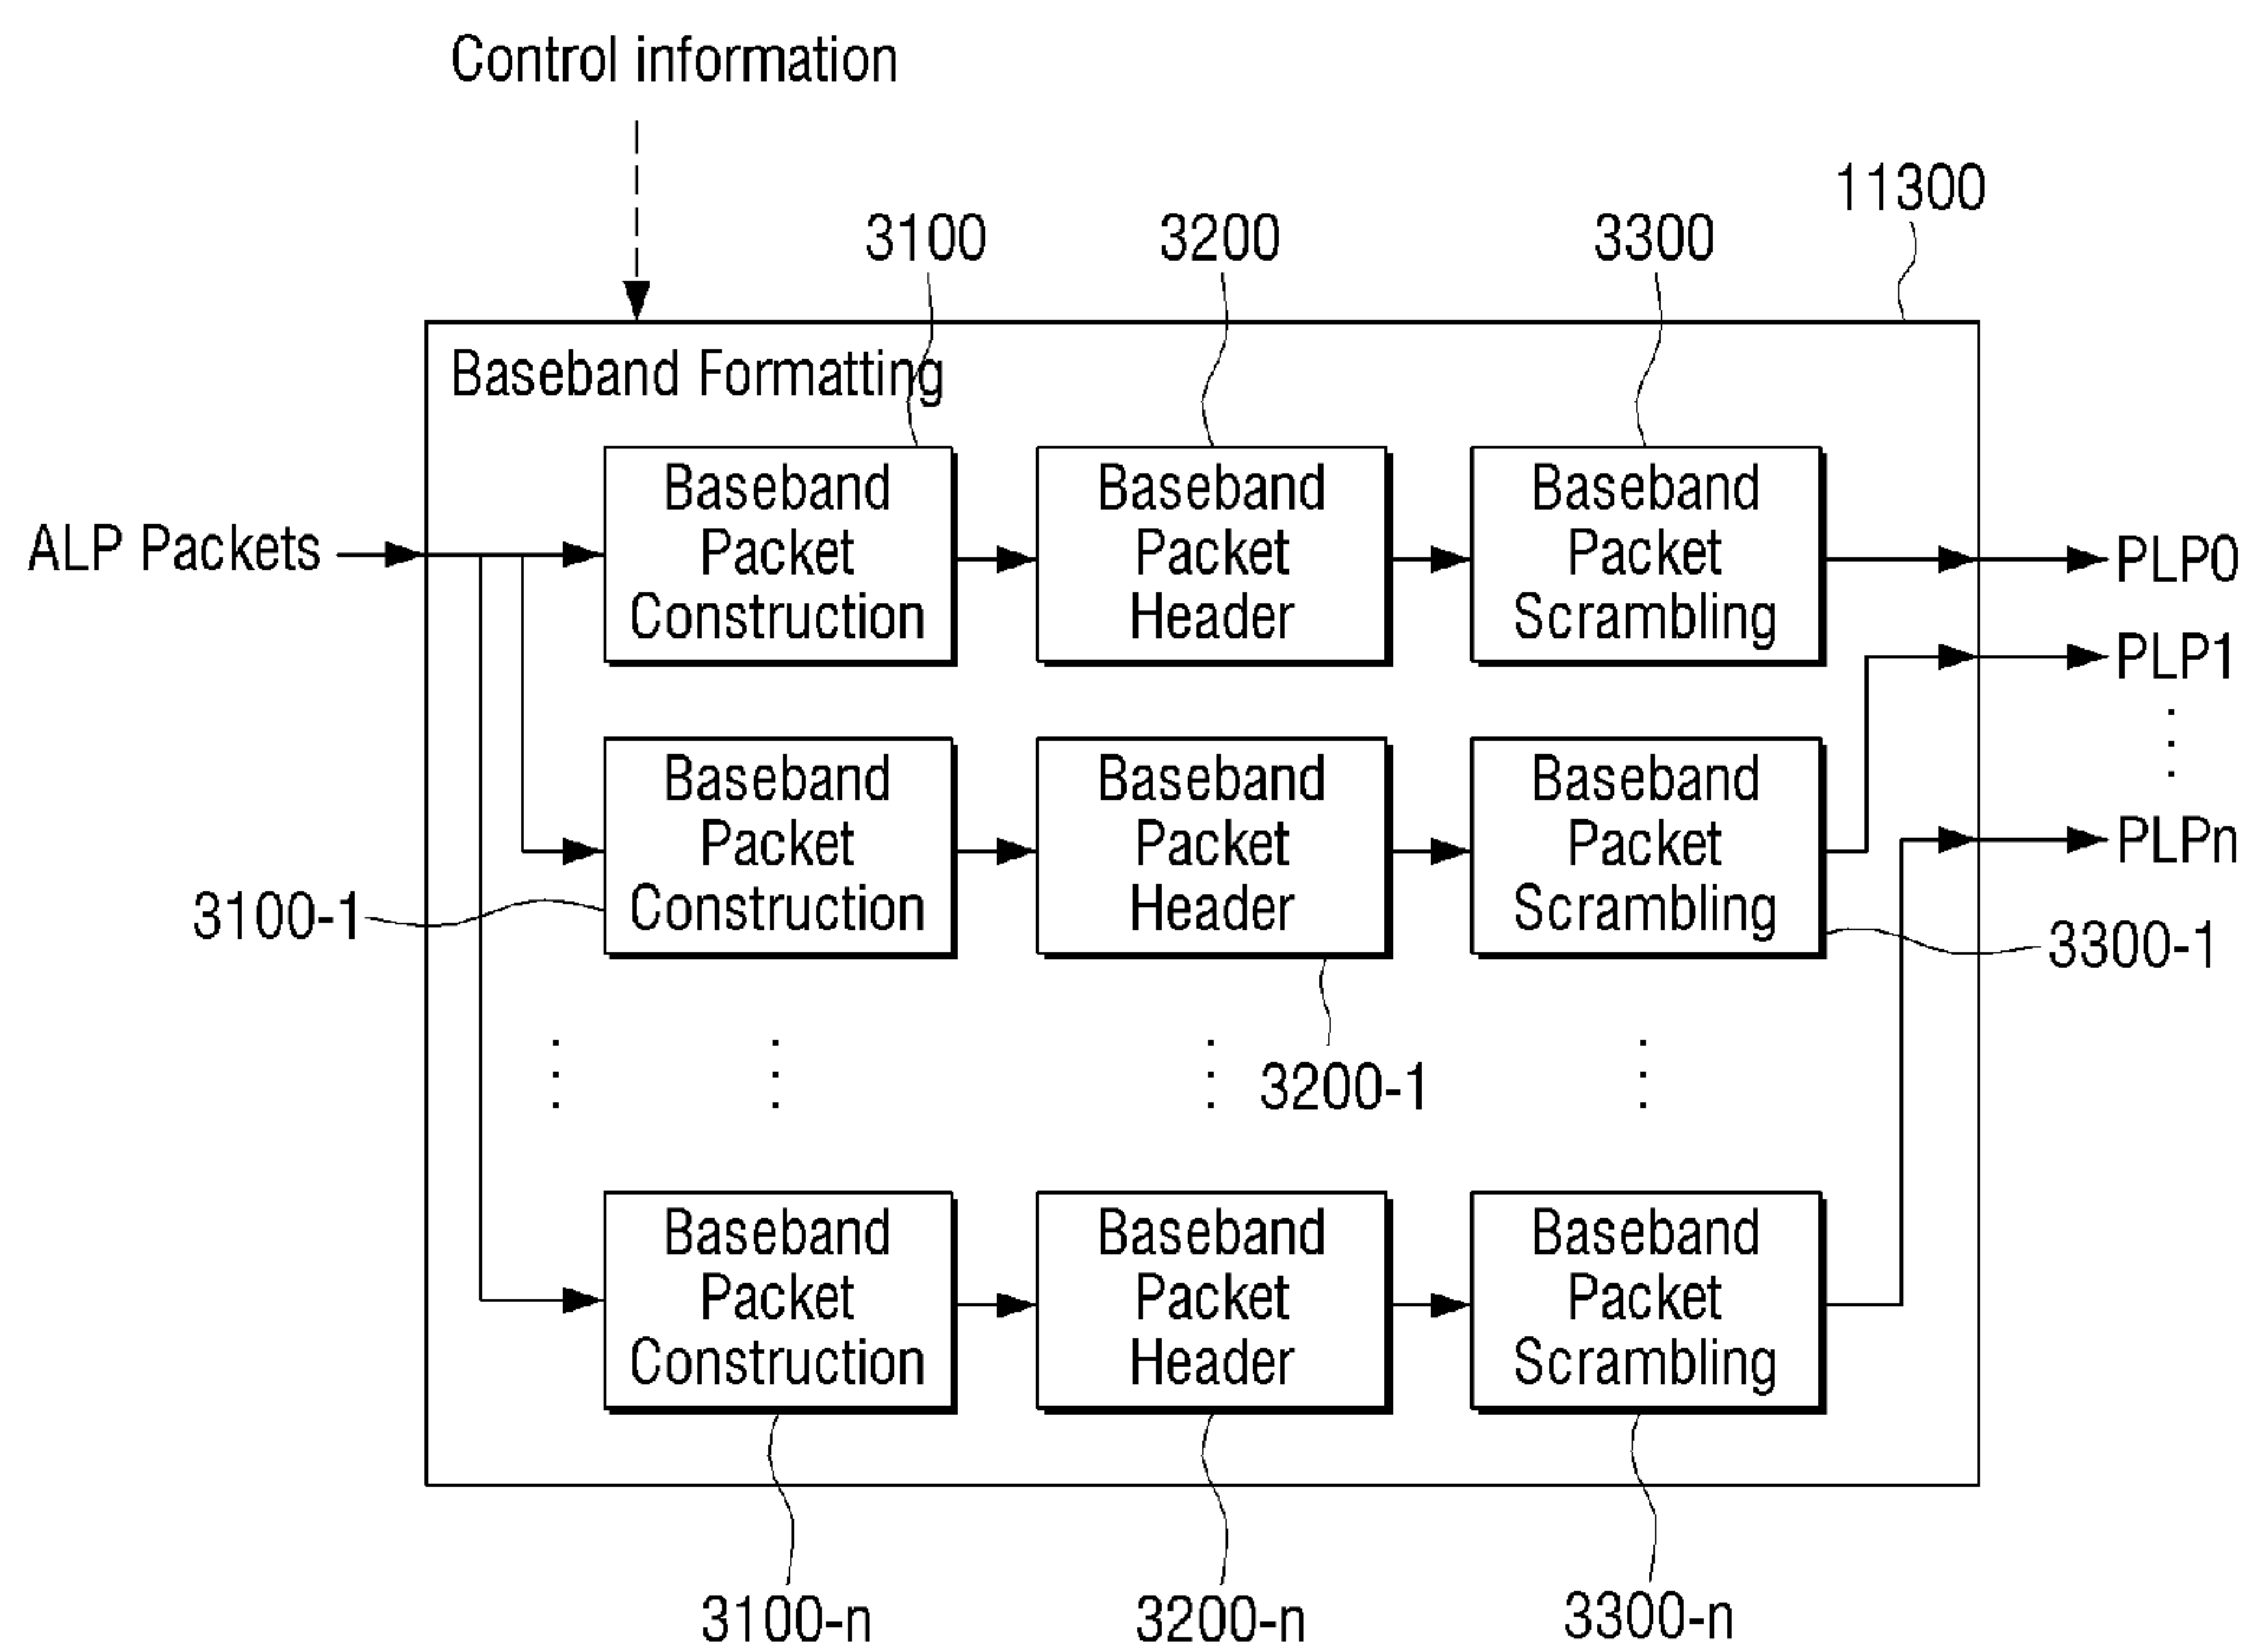 Control information
11300
3100
3200
3300
Baseband Formatting
Baseband
Packet
Construction
Baseband
Packet
Header
Baseband
Packet
Scrambling
ALP Packets
PLP0
PLP1
PLPn
Baseband
Packet
Construction
Baseband
Packet
Header
Baseband
Packet
Scrambling
3100-1
3300-1
3200-1
Baseband
Packet
Construction
Baseband
Packet
Header
Baseband
Packet
Scrambling
3100-n
3200-n
3300-n